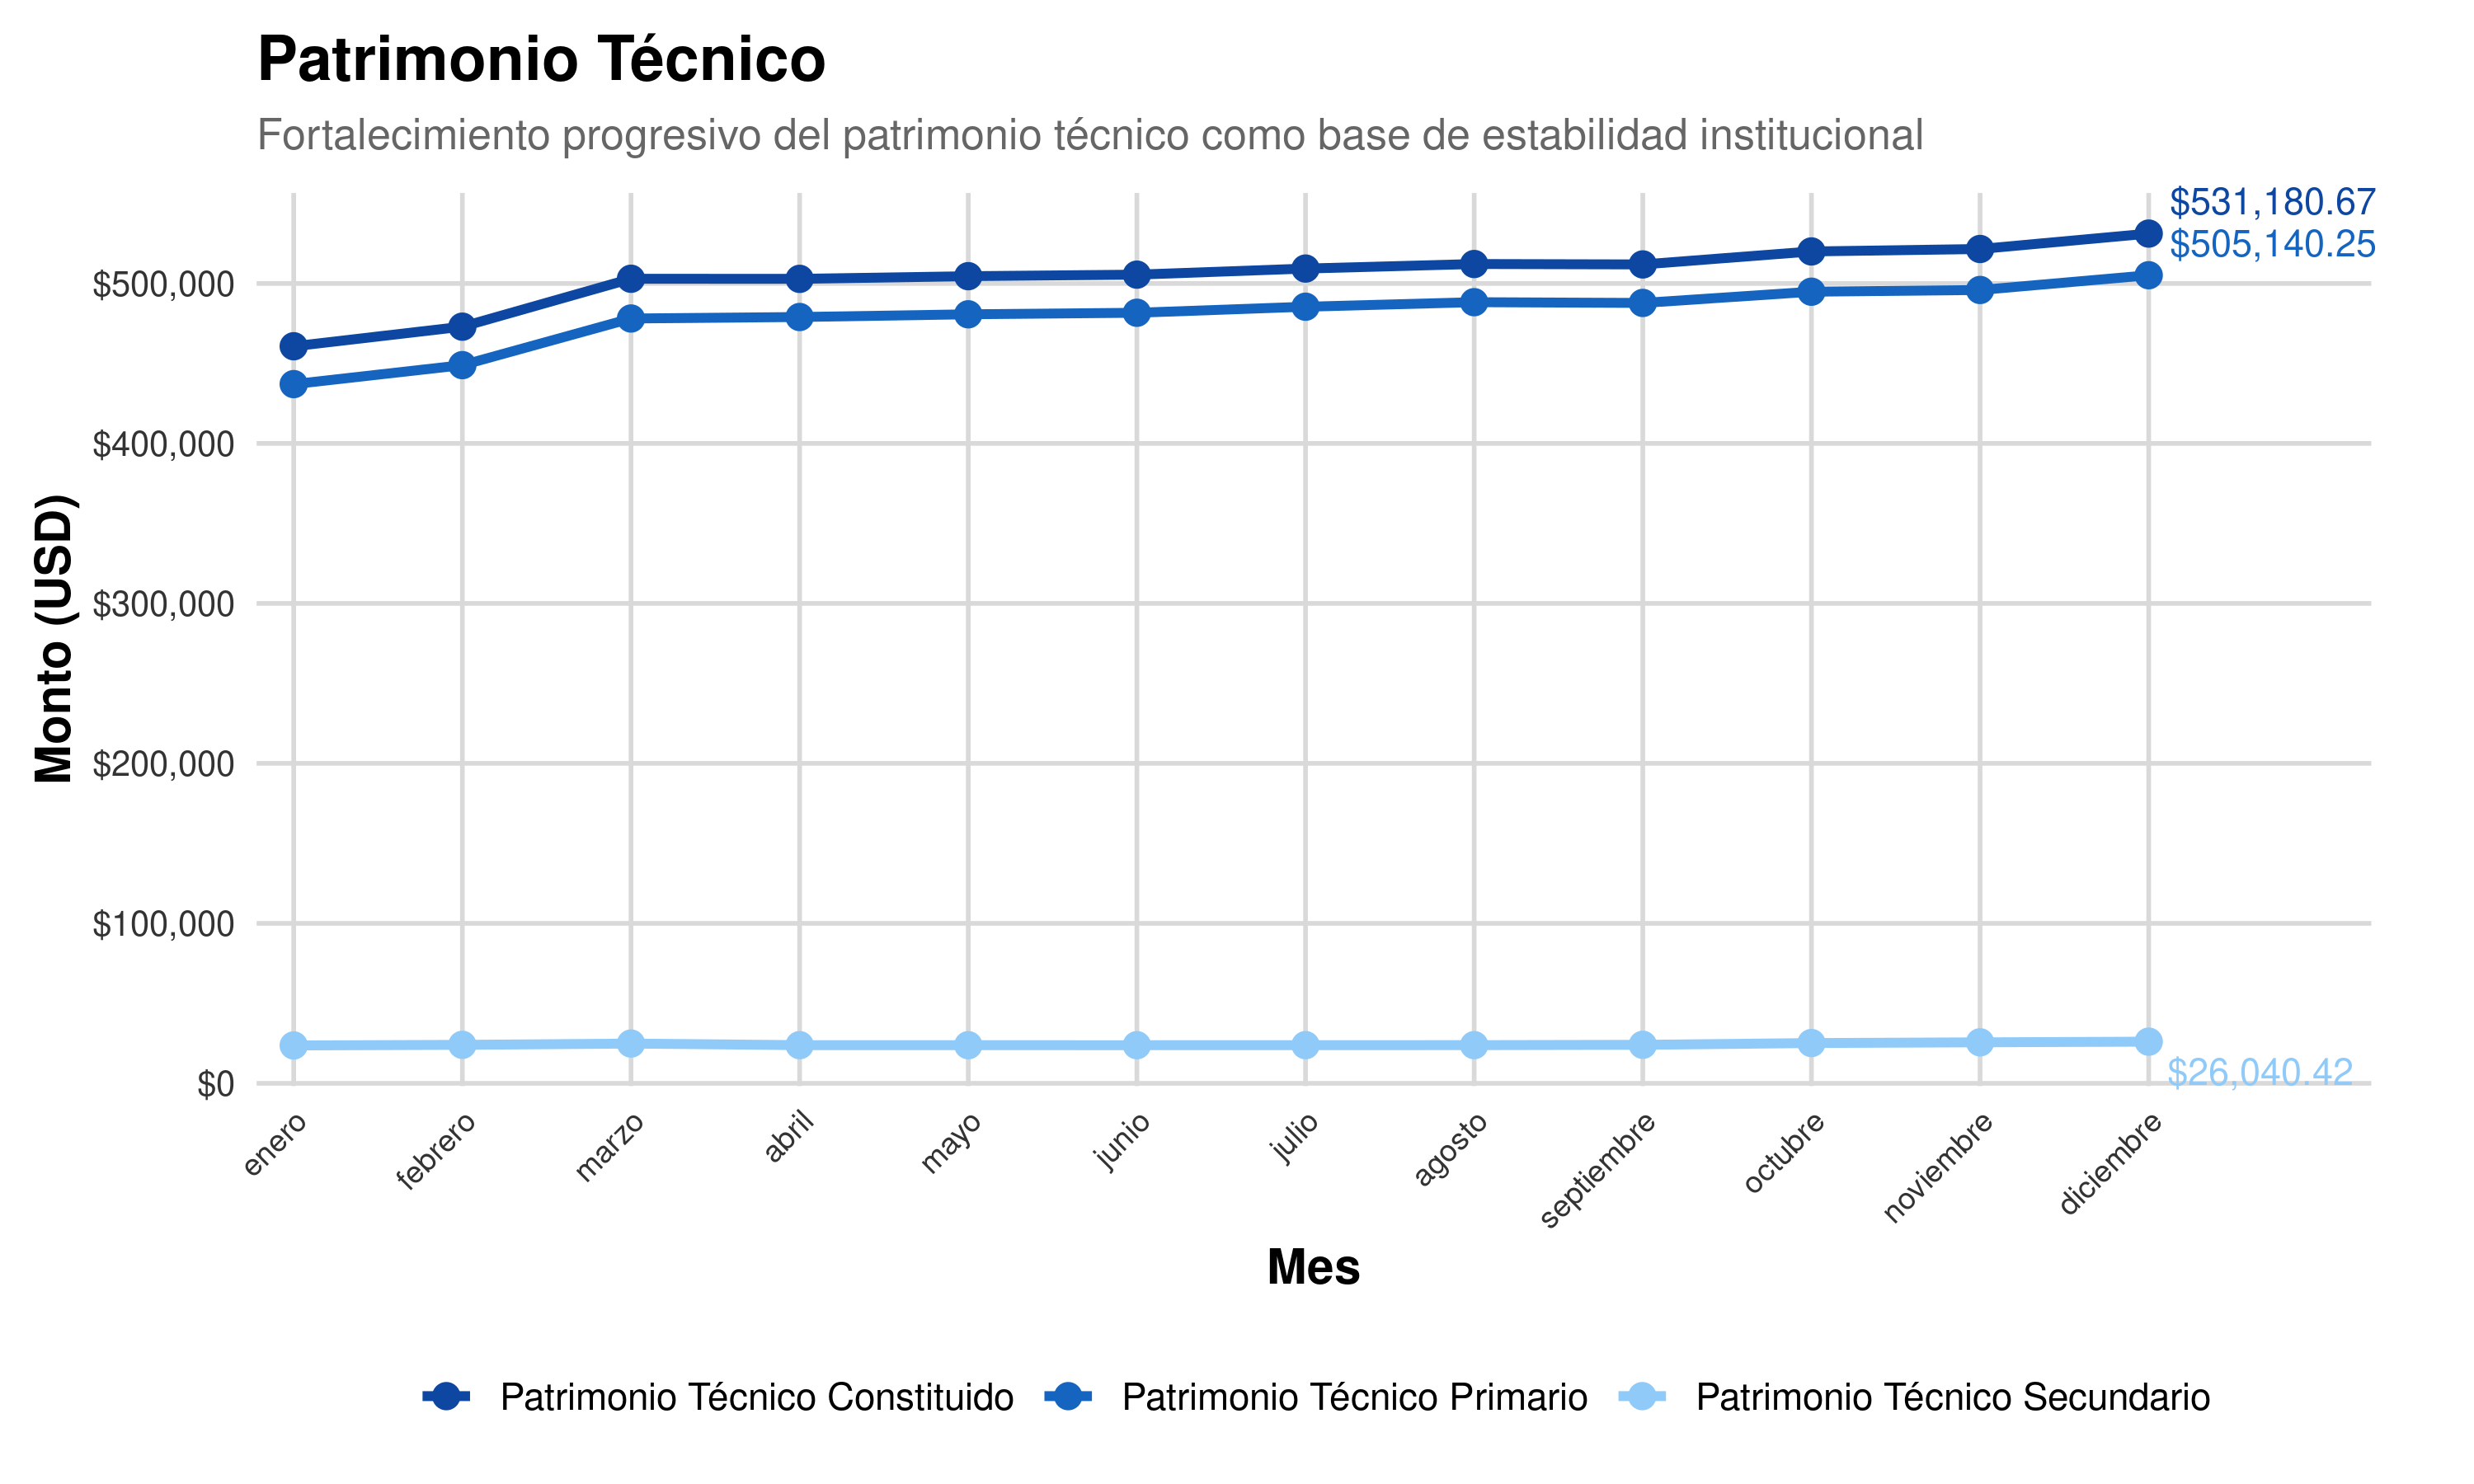 Patrimonio Técnico
Fortalecimiento progresivo del patrimonio técnico como base de estabilidad institucional
$531,180.67
$505,140.25
$500,000
$400,000
$300,000
$200,000
$100,000
$0
$26,040.42
Monto (USD)
enero
febrero
marzo
abril
mayo
junio
julio
agosto
septiembre
octubre
noviembre
diciembre
Mes
Patrimonio Técnico Constituido
Patrimonio Técnico Primario
Patrimonio Técnico Secundario